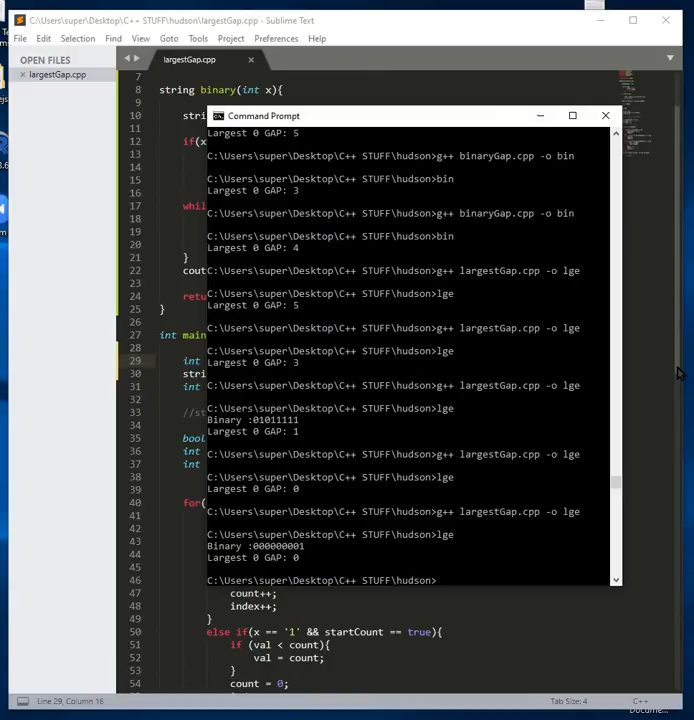 C:\Users\super\Desktop\C++ STUFF\hudson\largestGap.cpp - Sublime Text
File Edit Selection Find View Goto Tools Project Preferences Help
OPEN FILES
largestGap.cpp
largestGap.cpp
7
8 string binary(int x){
9
10 stri
11
12 if(x
13
14
15
16
17 whil
18
19
20
21 }
22 cout
23
24 retu
25 }
26
27 int main
28
29 int
30 stri
31 int
32
33 //st
34
35 bool
36 int
37 int
38
39
40 for(
41
42
43
44
45
46
47 count++;
48 index++;
49 }
50 else if(x == '1' && startCount == true){
51 if (val < count){
52 val = count;
53 }
54 count = 0;
Command Prompt
Largest 0 GAP: 5
C:\Users\super\Desktop\C++ STUFF\hudson>g++ binaryGap.cpp -o bin
C:\Users\super\Desktop\C++ STUFF\hudson>bin
Largest 0 GAP: 3
C:\Users\super\Desktop\C++ STUFF\hudson>g++ binaryGap.cpp -o bin
C:\Users\super\Desktop\C++ STUFF\hudson>bin
Largest 0 GAP: 4
C:\Users\super\Desktop\C++ STUFF\hudson>g++ largestGap.cpp -o lge
C:\Users\super\Desktop\C++ STUFF\hudson>lge
Largest 0 GAP: 5
C:\Users\super\Desktop\C++ STUFF\hudson>g++ largestGap.cpp -o lge
C:\Users\super\Desktop\C++ STUFF\hudson>lge
Largest 0 GAP: 3
C:\Users\super\Desktop\C++ STUFF\hudson>g++ largestGap.cpp -o lge
C:\Users\super\Desktop\C++ STUFF\hudson>lge
Binary :01011111
Largest 0 GAP: 1
C:\Users\super\Desktop\C++ STUFF\hudson>g++ largestGap.cpp -o lge
C:\Users\super\Desktop\C++ STUFF\hudson>lge
Largest 0 GAP: 0
C:\Users\super\Desktop\C++ STUFF\hudson>g++ largestGap.cpp -o lge
C:\Users\super\Desktop\C++ STUFF\hudson>lge
Binary :000000001
Largest 0 GAP: 0
C:\Users\super\Desktop\C++ STUFF\hudson>
Line 29, Column 16
Tab Size: 4
C++